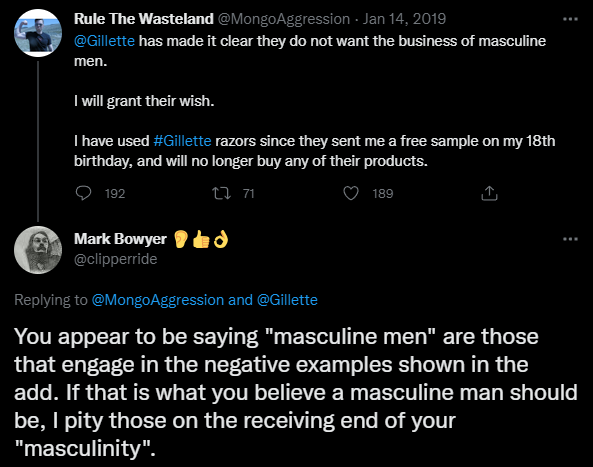 Rule The Wasteland @MongoAggression · Jan 14, 2019
@Gillette has made it clear they do not want the business of masculine
men.
I will grant their wish.
I have used #Gillette razors since they sent me a free sample on my 18th
birthday, and will no longer buy any of their products.
192 71 189
Mark Bowyer 👂👍👌
@clipperride
Replying to @MongoAggression and @Gillette
You appear to be saying "masculine men" are those
that engage in the negative examples shown in the
add. If that is what you believe a masculine man should
be, I pity those on the receiving end of your
"masculinity".